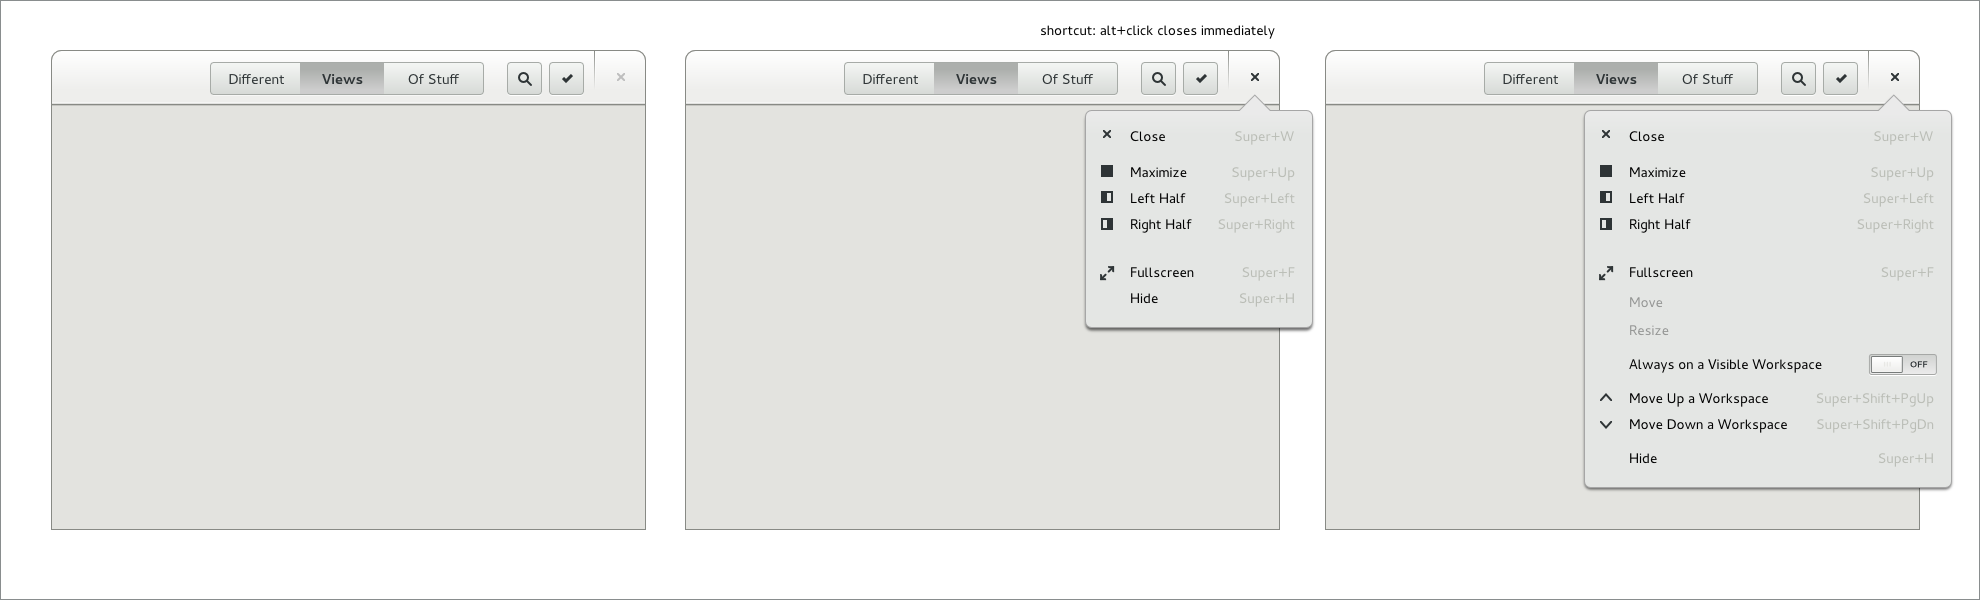 shortcut: alt+click closes immediately
Different Views Of Stuff
Different Views Of Stuff
Close Super+W
Maximize Super+Up
Left Half Super+Left
Right Half Super+Right
Fullscreen Super+F
Hide Super+H
Different Views Of Stuff
Close Super+W
Maximize Super+Up
Left Half Super+Left
Right Half Super+Right
Fullscreen Super+F
Move
Resize
Always on a Visible Workspace OFF
Move Up a Workspace Super+Shift+PgUp
Move Down a Workspace Super+Shift+PgDn
Hide Super+H